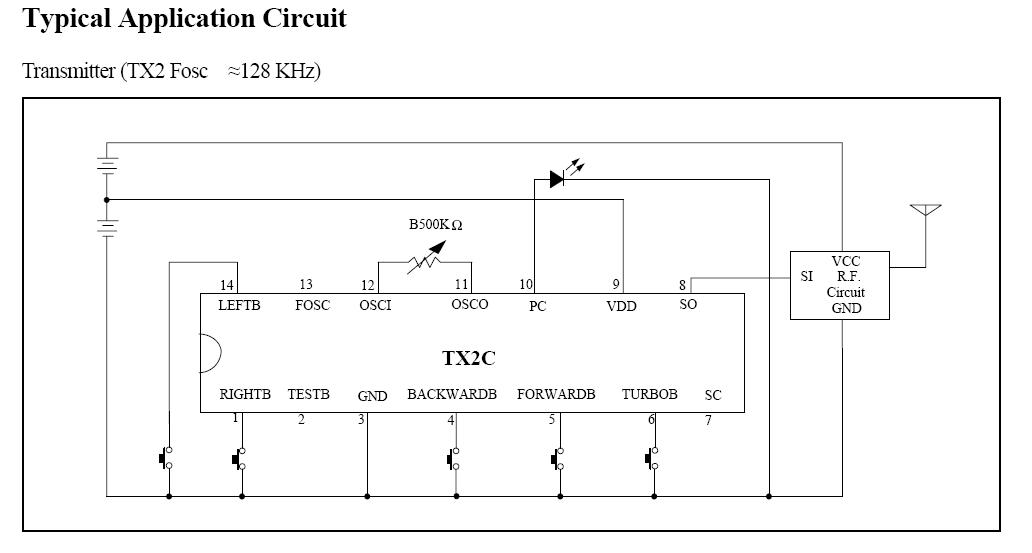 Typical Application Circuit
Transmitter (TX2 Fosc ≈128 KHz)
B500KΩ
14 13 12 11 10 9 8
LEFTB FOSC OSCI OSCO PC VDD SO
SI
VCC
R.F.
Circuit
GND
TX2C
RIGHTB TESTB GND BACKWARDB FORWARDB TURBOB SC
1 2 3 4 5 6 7